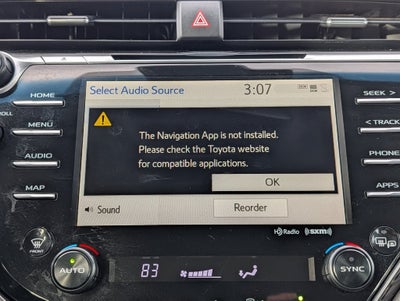 HOME
MENU
AUDIO
MAP
Select Audio Source
3:07
The Navigation App is not installed.
Please check the Toyota website
for compatible applications.
OK
Sound
Reorder
SEEK >
< TRACK
PHONE
APPS
HD Radio
((SXM))
FRONT
AUTO
83
SYNC